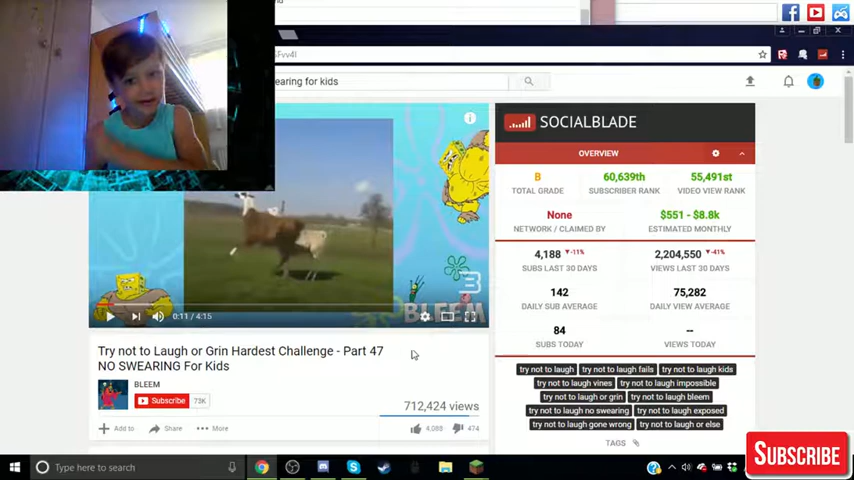 Fvv4I
earing for kids
BLEEM
0:11 / 4:15
Try not to Laugh or Grin Hardest Challenge - Part 47
NO SWEARING For Kids
BLEEM
Subscribe 73K
712,424 views
Add to Share More 4,088 474
SOCIALBLADE
OVERVIEW
B 60,639th 55,491st
TOTAL GRADE SUBSCRIBER RANK VIDEO VIEW RANK
None $551 - $8.8k
NETWORK / CLAIMED BY ESTIMATED MONTHLY
4,188 -11% 2,204,550 -41%
SUBS LAST 30 DAYS VIEWS LAST 30 DAYS
142 75,282
DAILY SUB AVERAGE DAILY VIEW AVERAGE
84 --
SUBS TODAY VIEWS TODAY
try not to laugh try not to laugh fails try not to laugh kids
try not to laugh vines try not to laugh impossible
try not to laugh or grin try not to laugh bleem
try not to laugh no swearing try not to laugh exposed
try not to laugh gone wrong try not to laugh or else
TAGS
SUBSCRIBE
Type here to search